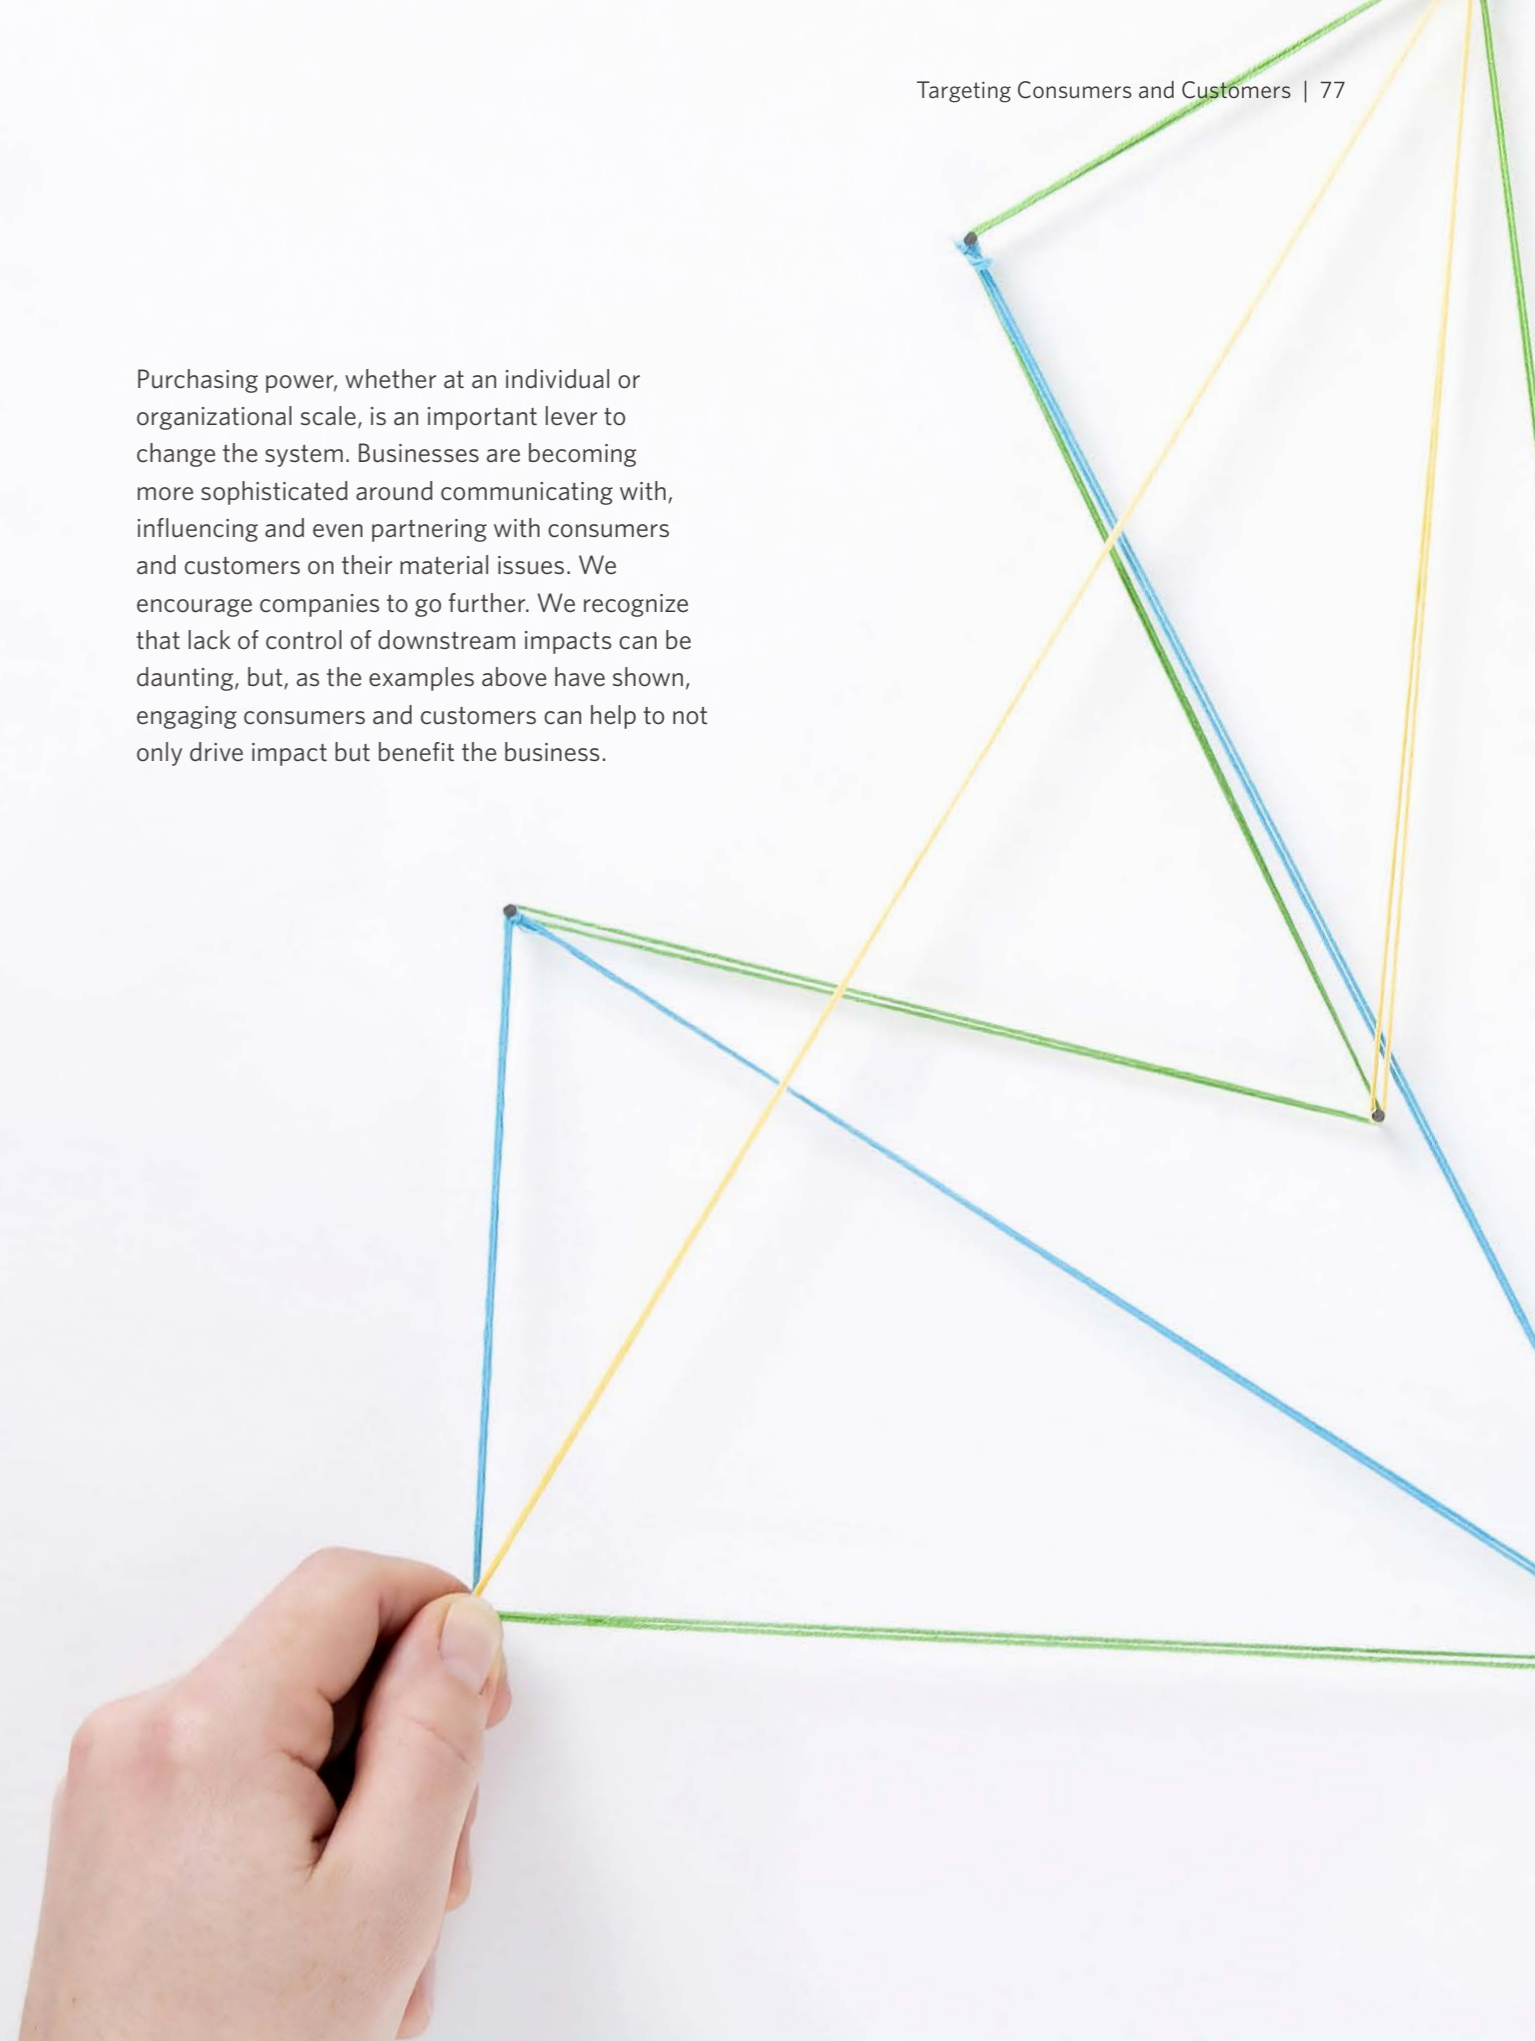 Targeting Consumers and Customers | 77
Purchasing power, whether at an individual or
organizational scale, is an important lever to
change the system. Businesses are becoming
more sophisticated around communicating with,
influencing and even partnering with consumers
and customers on their material issues. We
encourage companies to go further. We recognize
that lack of control of downstream impacts can be
daunting, but, as the examples above have shown,
engaging consumers and customers can help to not
only drive impact but benefit the business.